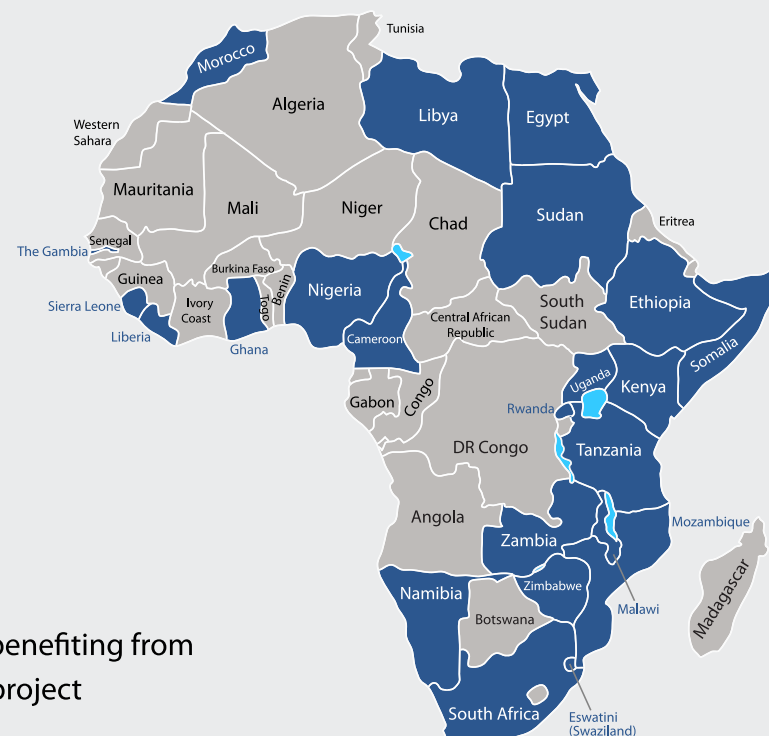 Tunisia
Morocco
Algeria
Libya
Egypt
Western
Sahara
Mauritania
Mali
Niger
Chad
Sudan
Eritrea
Senegal
The Gambia
Guinea
Burkina Faso
Benin
Togo
Nigeria
Sierra Leone
Ivory
Coast
Liberia
Ghana
Cameroon
Central African
Republic
South
Sudan
Ethiopia
Somalia
Uganda
Kenya
Gabon
Congo
Rwanda
DR Congo
Tanzania
Angola
Zambia
Mozambique
Malawi
Namibia
Zimbabwe
Botswana
Madagascar
benefiting from
project
South Africa
Eswatini
(Swaziland)